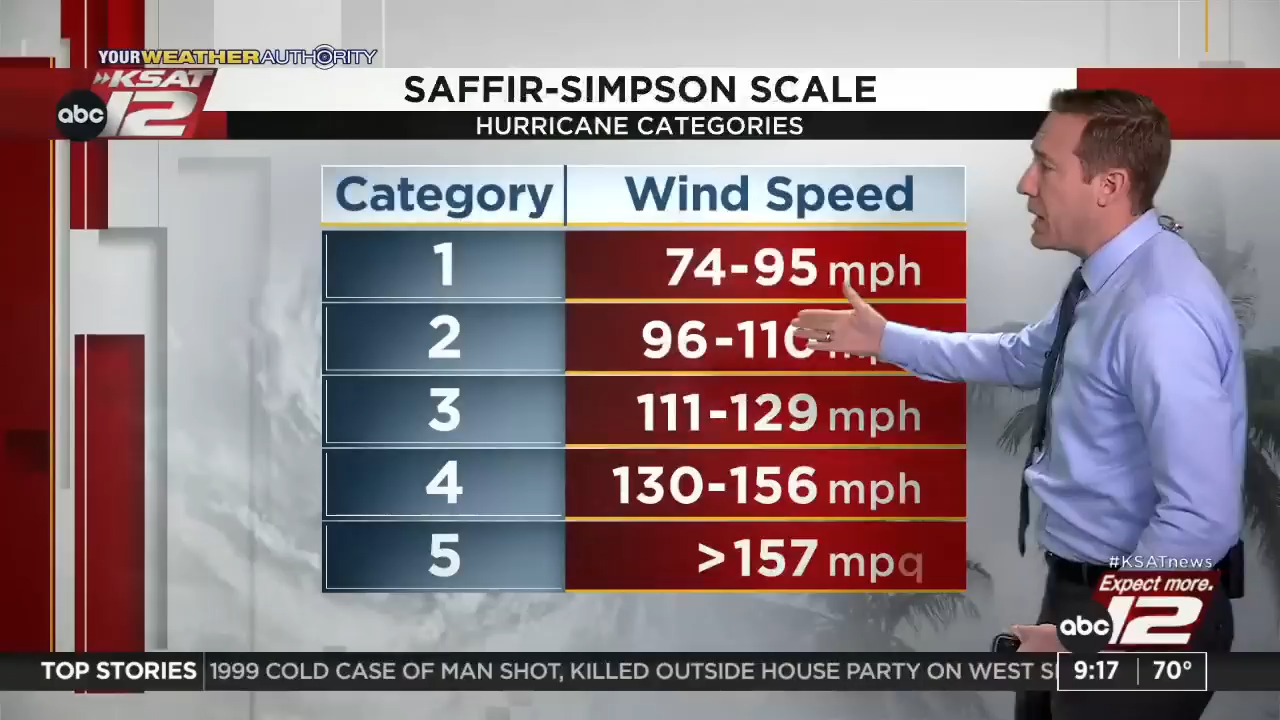 YOURWEATHERAUTHORITY
KSAT
abc 12
SAFFIR-SIMPSON SCALE
HURRICANE CATEGORIES
Category Wind Speed
1 74-95 mph
2 96-110
3 111-129 mph
4 130-156 mph
5 >157 mpq
#KSATnews
Expect more.
abc 12
TOP STORIES 1999 COLD CASE OF MAN SHOT, KILLED OUTSIDE HOUSE PARTY ON WEST 9:17 70°